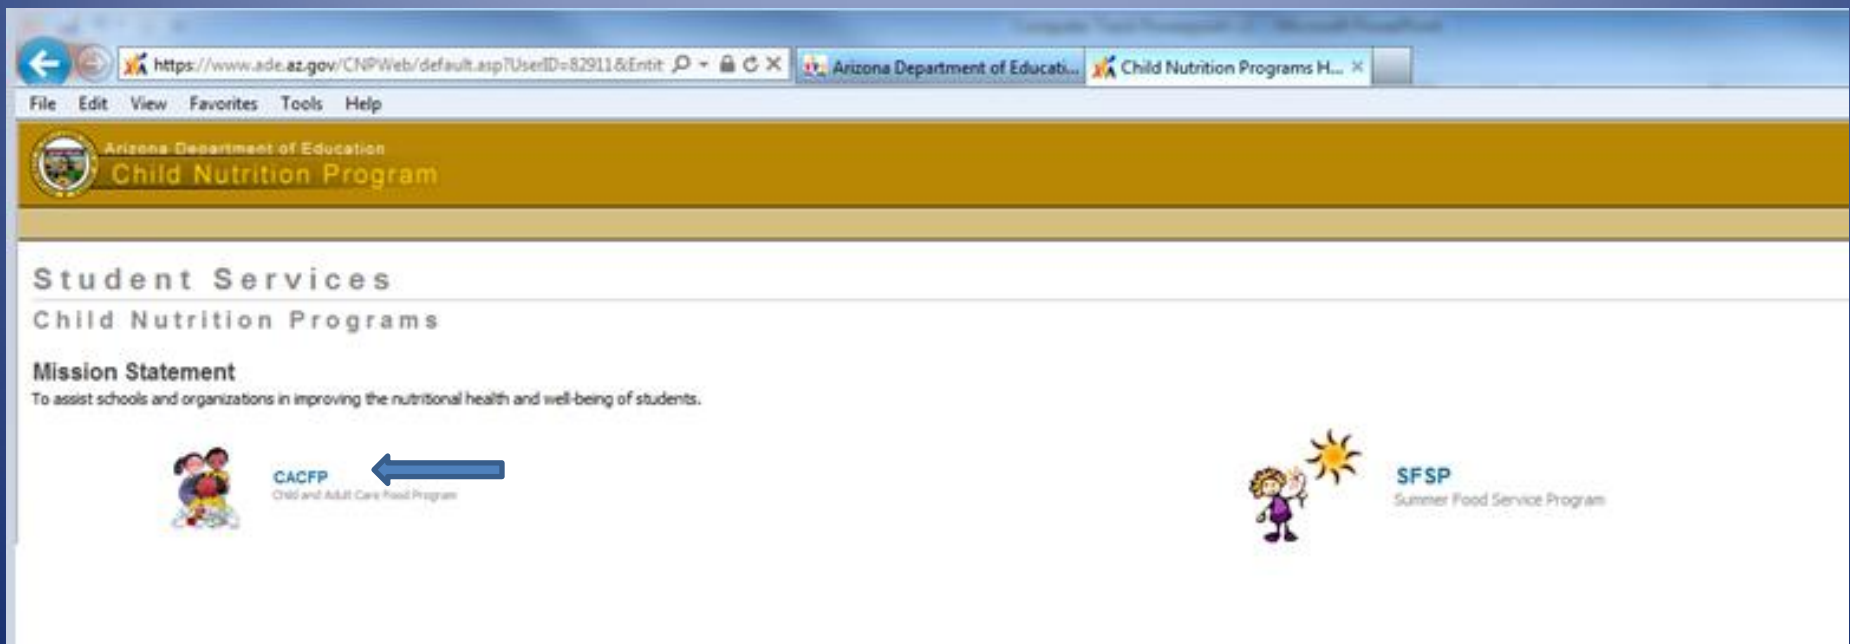 https://www.ade.az.gov/CNPWeb/default.asp?UserID=82911&Entit
Arizona Department of Educati...
Child Nutrition Programs H...
File Edit View Favorites Tools Help
Arizona Department of Education
Child Nutrition Program
Student Services
Child Nutrition Programs
Mission Statement
To assist schools and organizations in improving the nutritional health and well-being of students.
CACFP
Child and Adult Care Food Program
SFSP
Summer Food Service Program